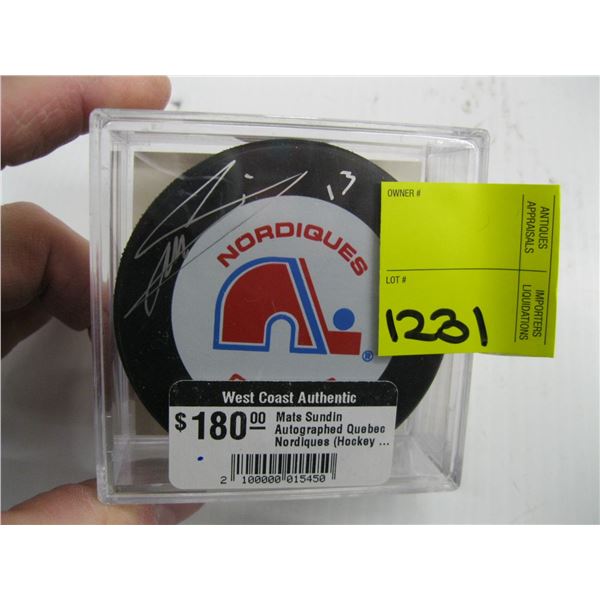 13
NORDIQUES
®
OWNER #
LOT #
1231
ANTIQUES
APPRAISALS
IMPORTERS
LIQUIDATIONS
West Coast Authentic
$180.00
Mats Sundin
Autographed Quebec
Nordiques (Hockey ...
2 100000 015450